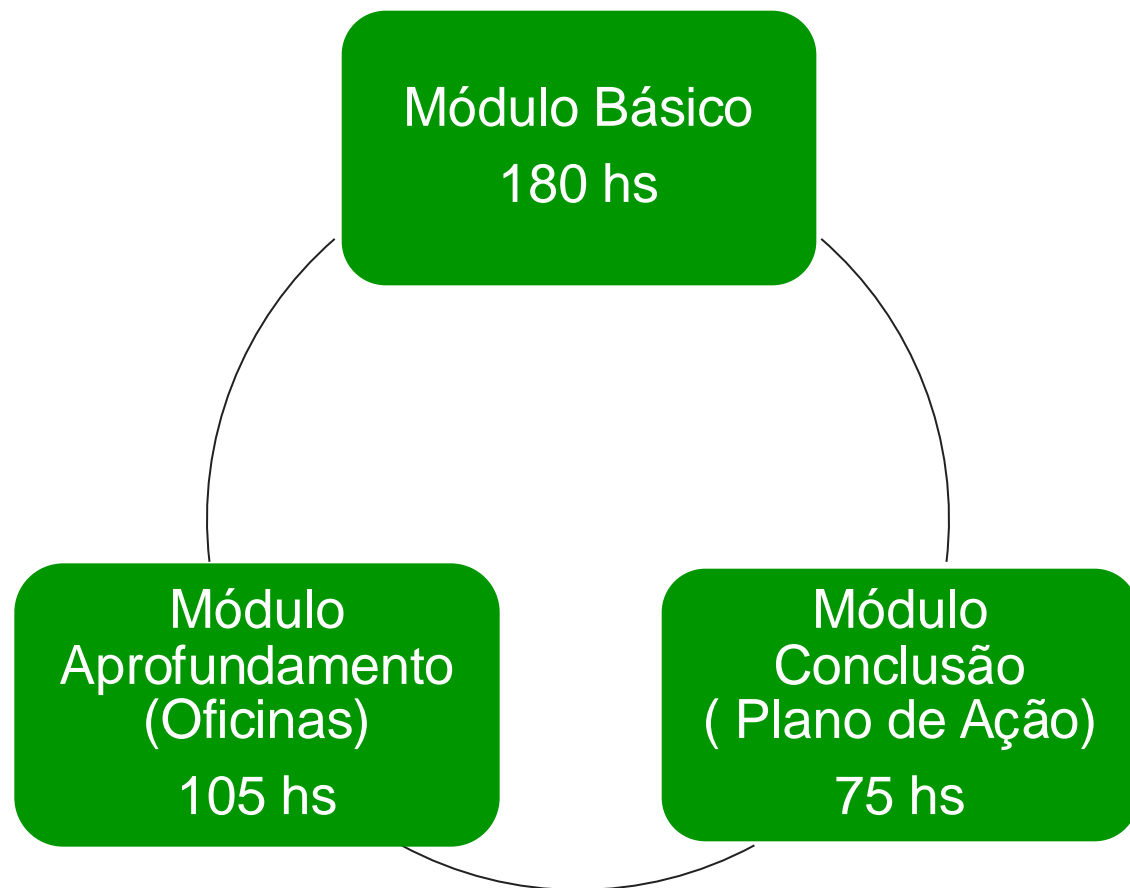 Módulo Básico
180 hs
Módulo
Aprofundamento
(Oficinas)
105 hs
Módulo
Conclusão
( Plano de Ação)
75 hs